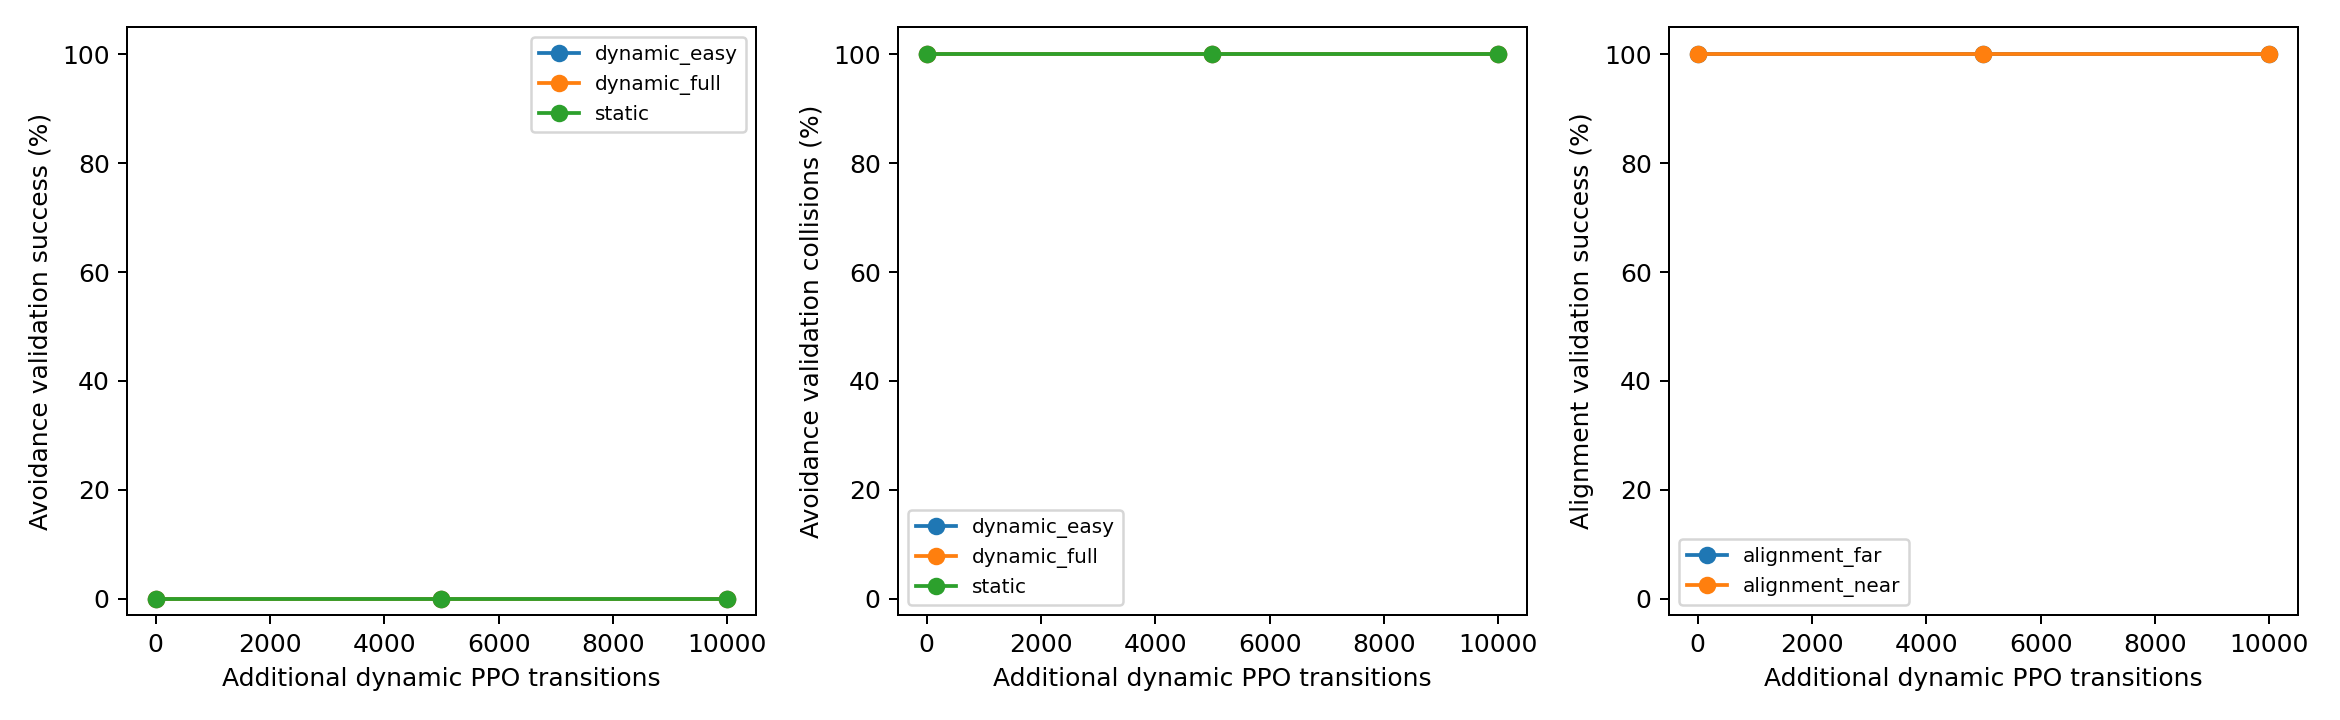 Avoidance validation success (%)
100
80
60
40
20
0
dynamic_easy
dynamic_full
static
0 2000 4000 6000 8000 10000
Additional dynamic PPO transitions
Avoidance validation collisions (%)
100
80
60
40
20
0
dynamic_easy
dynamic_full
static
0 2000 4000 6000 8000 10000
Additional dynamic PPO transitions
Alignment validation success (%)
100
80
60
40
20
0
alignment_far
alignment_near
0 2000 4000 6000 8000 10000
Additional dynamic PPO transitions